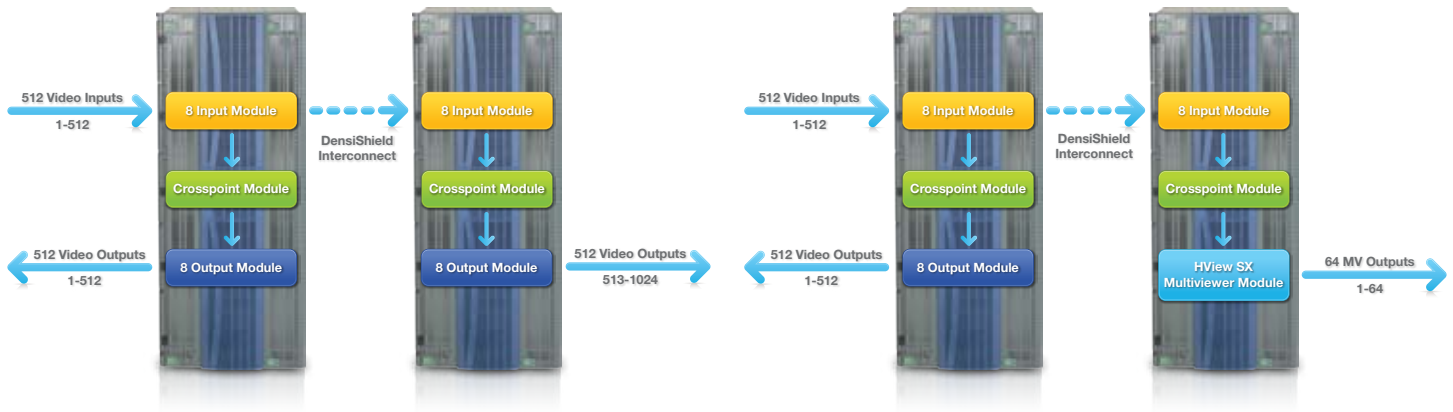 512 Video Inputs
1-512
8 Input Module
DensiShield
Interconnect
8 Input Module
Crosspoint Module
Crosspoint Module
512 Video Outputs
1-512
8 Output Module
8 Output Module
512 Video Outputs
513-1024
512 Video Inputs
1-512
8 Input Module
DensiShield
Interconnect
8 Input Module
Crosspoint Module
Crosspoint Module
512 Video Outputs
1-512
8 Output Module
HView SX
Multiviewer Module
64 MV Outputs
1-64